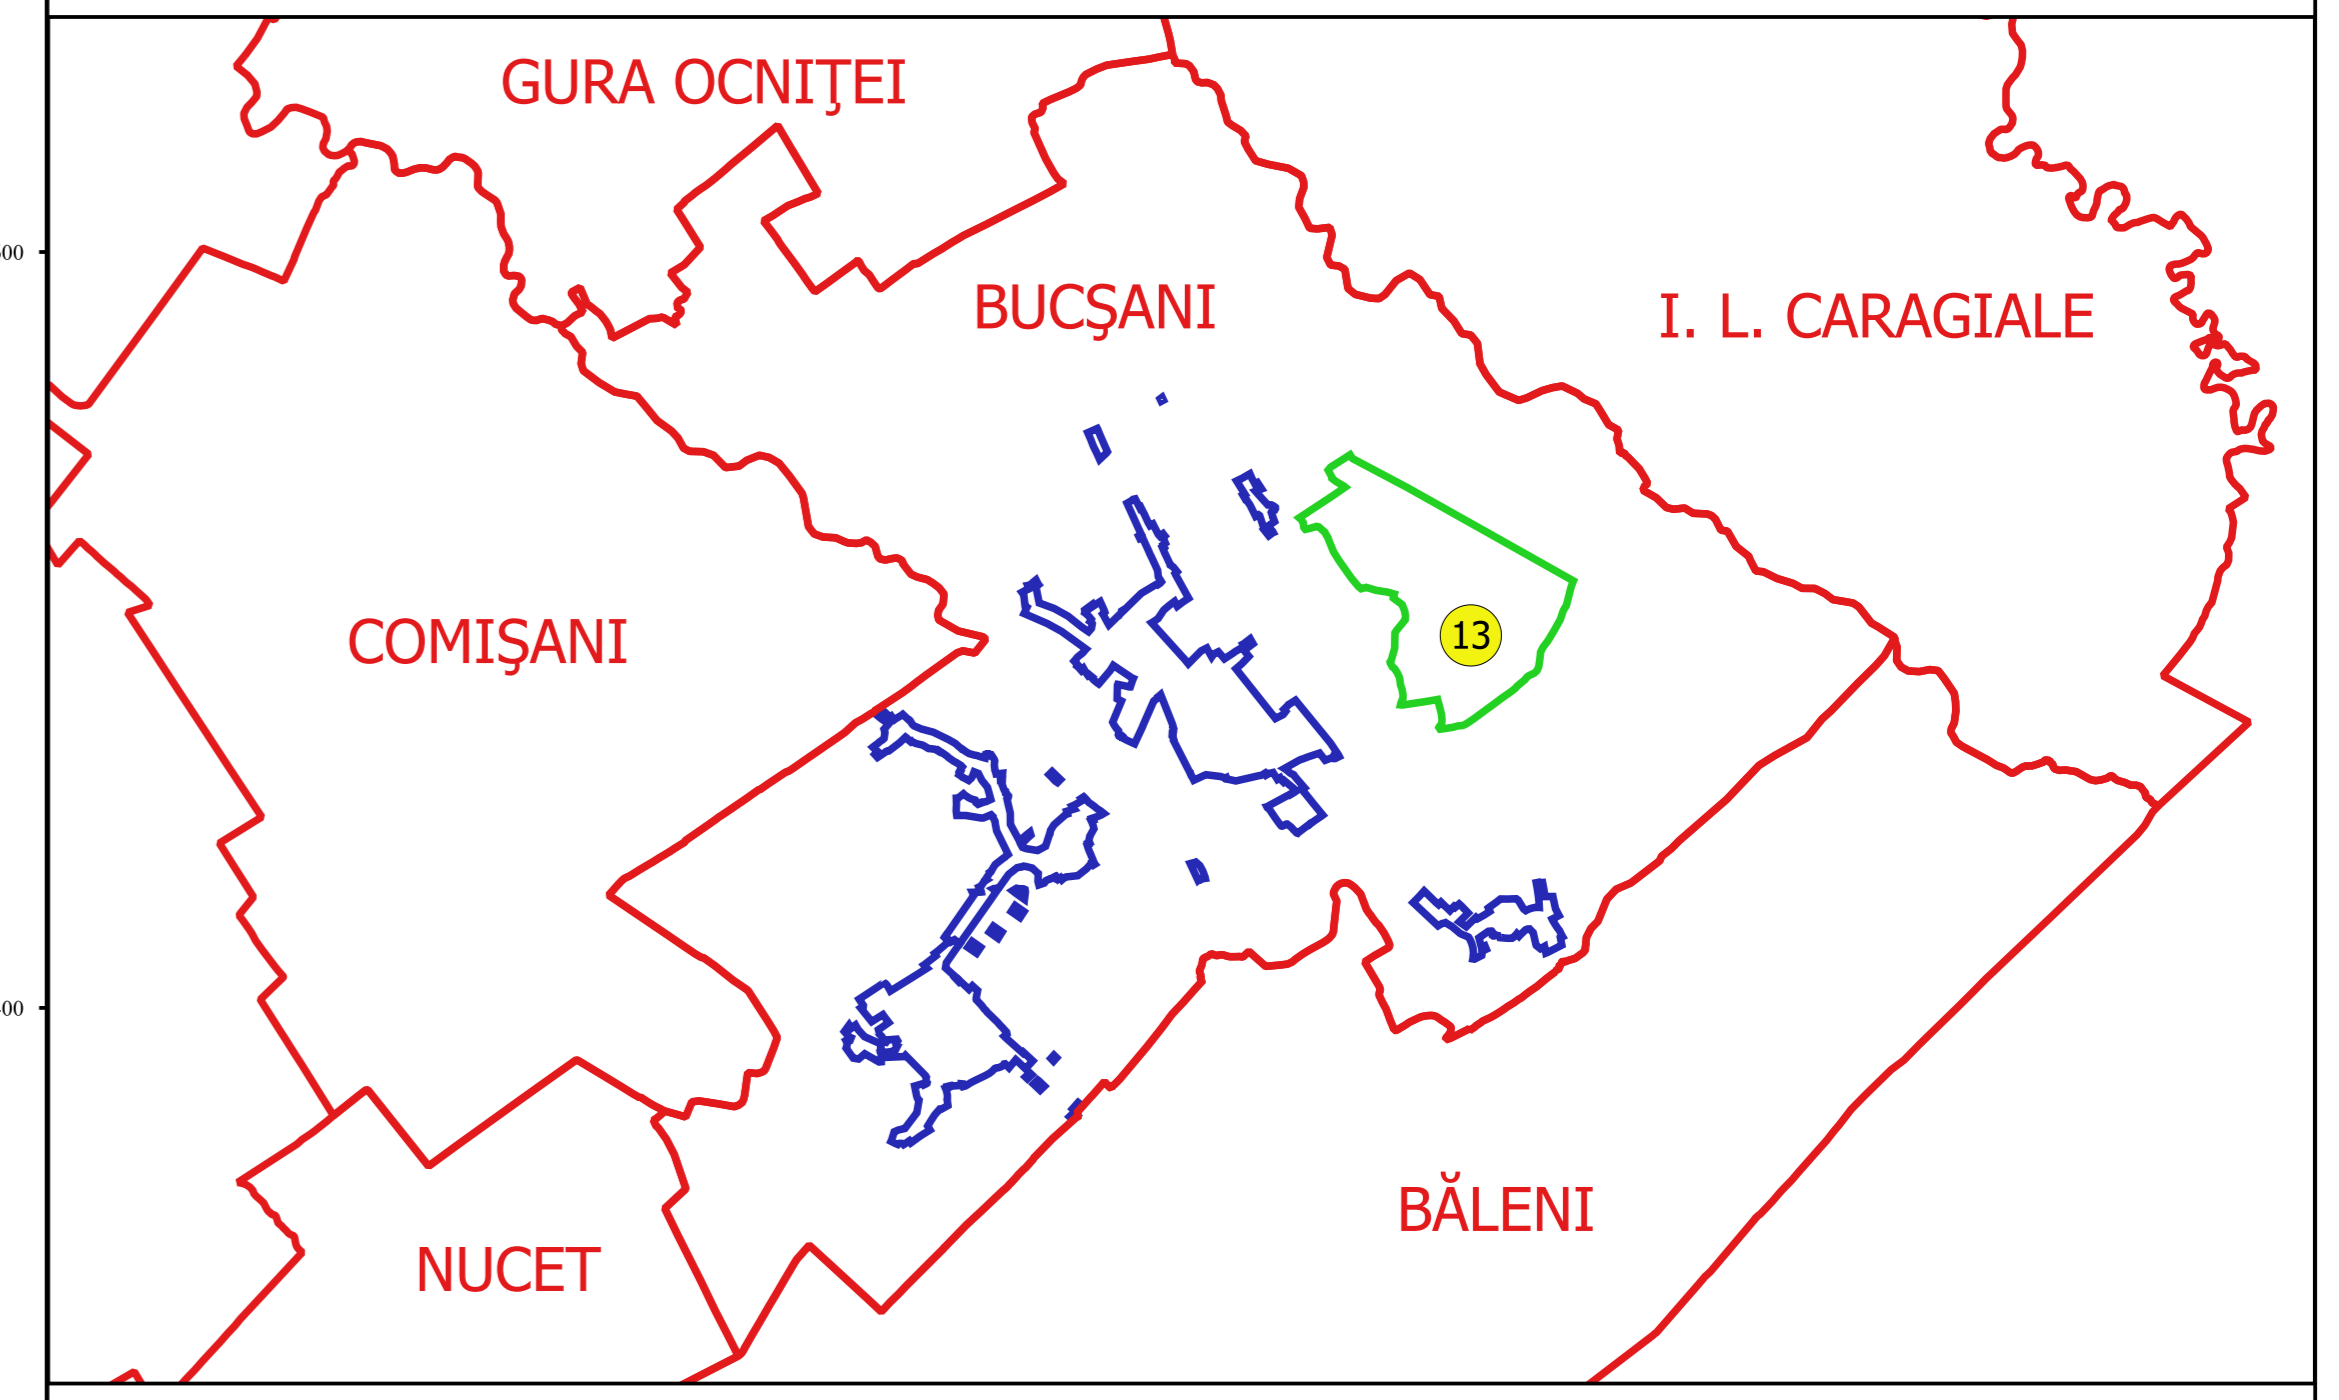 GURA OCNIŢEI
BUCŞANI
I. L. CARAGIALE
COMIŞANI
13
BĂLENI
NUCET